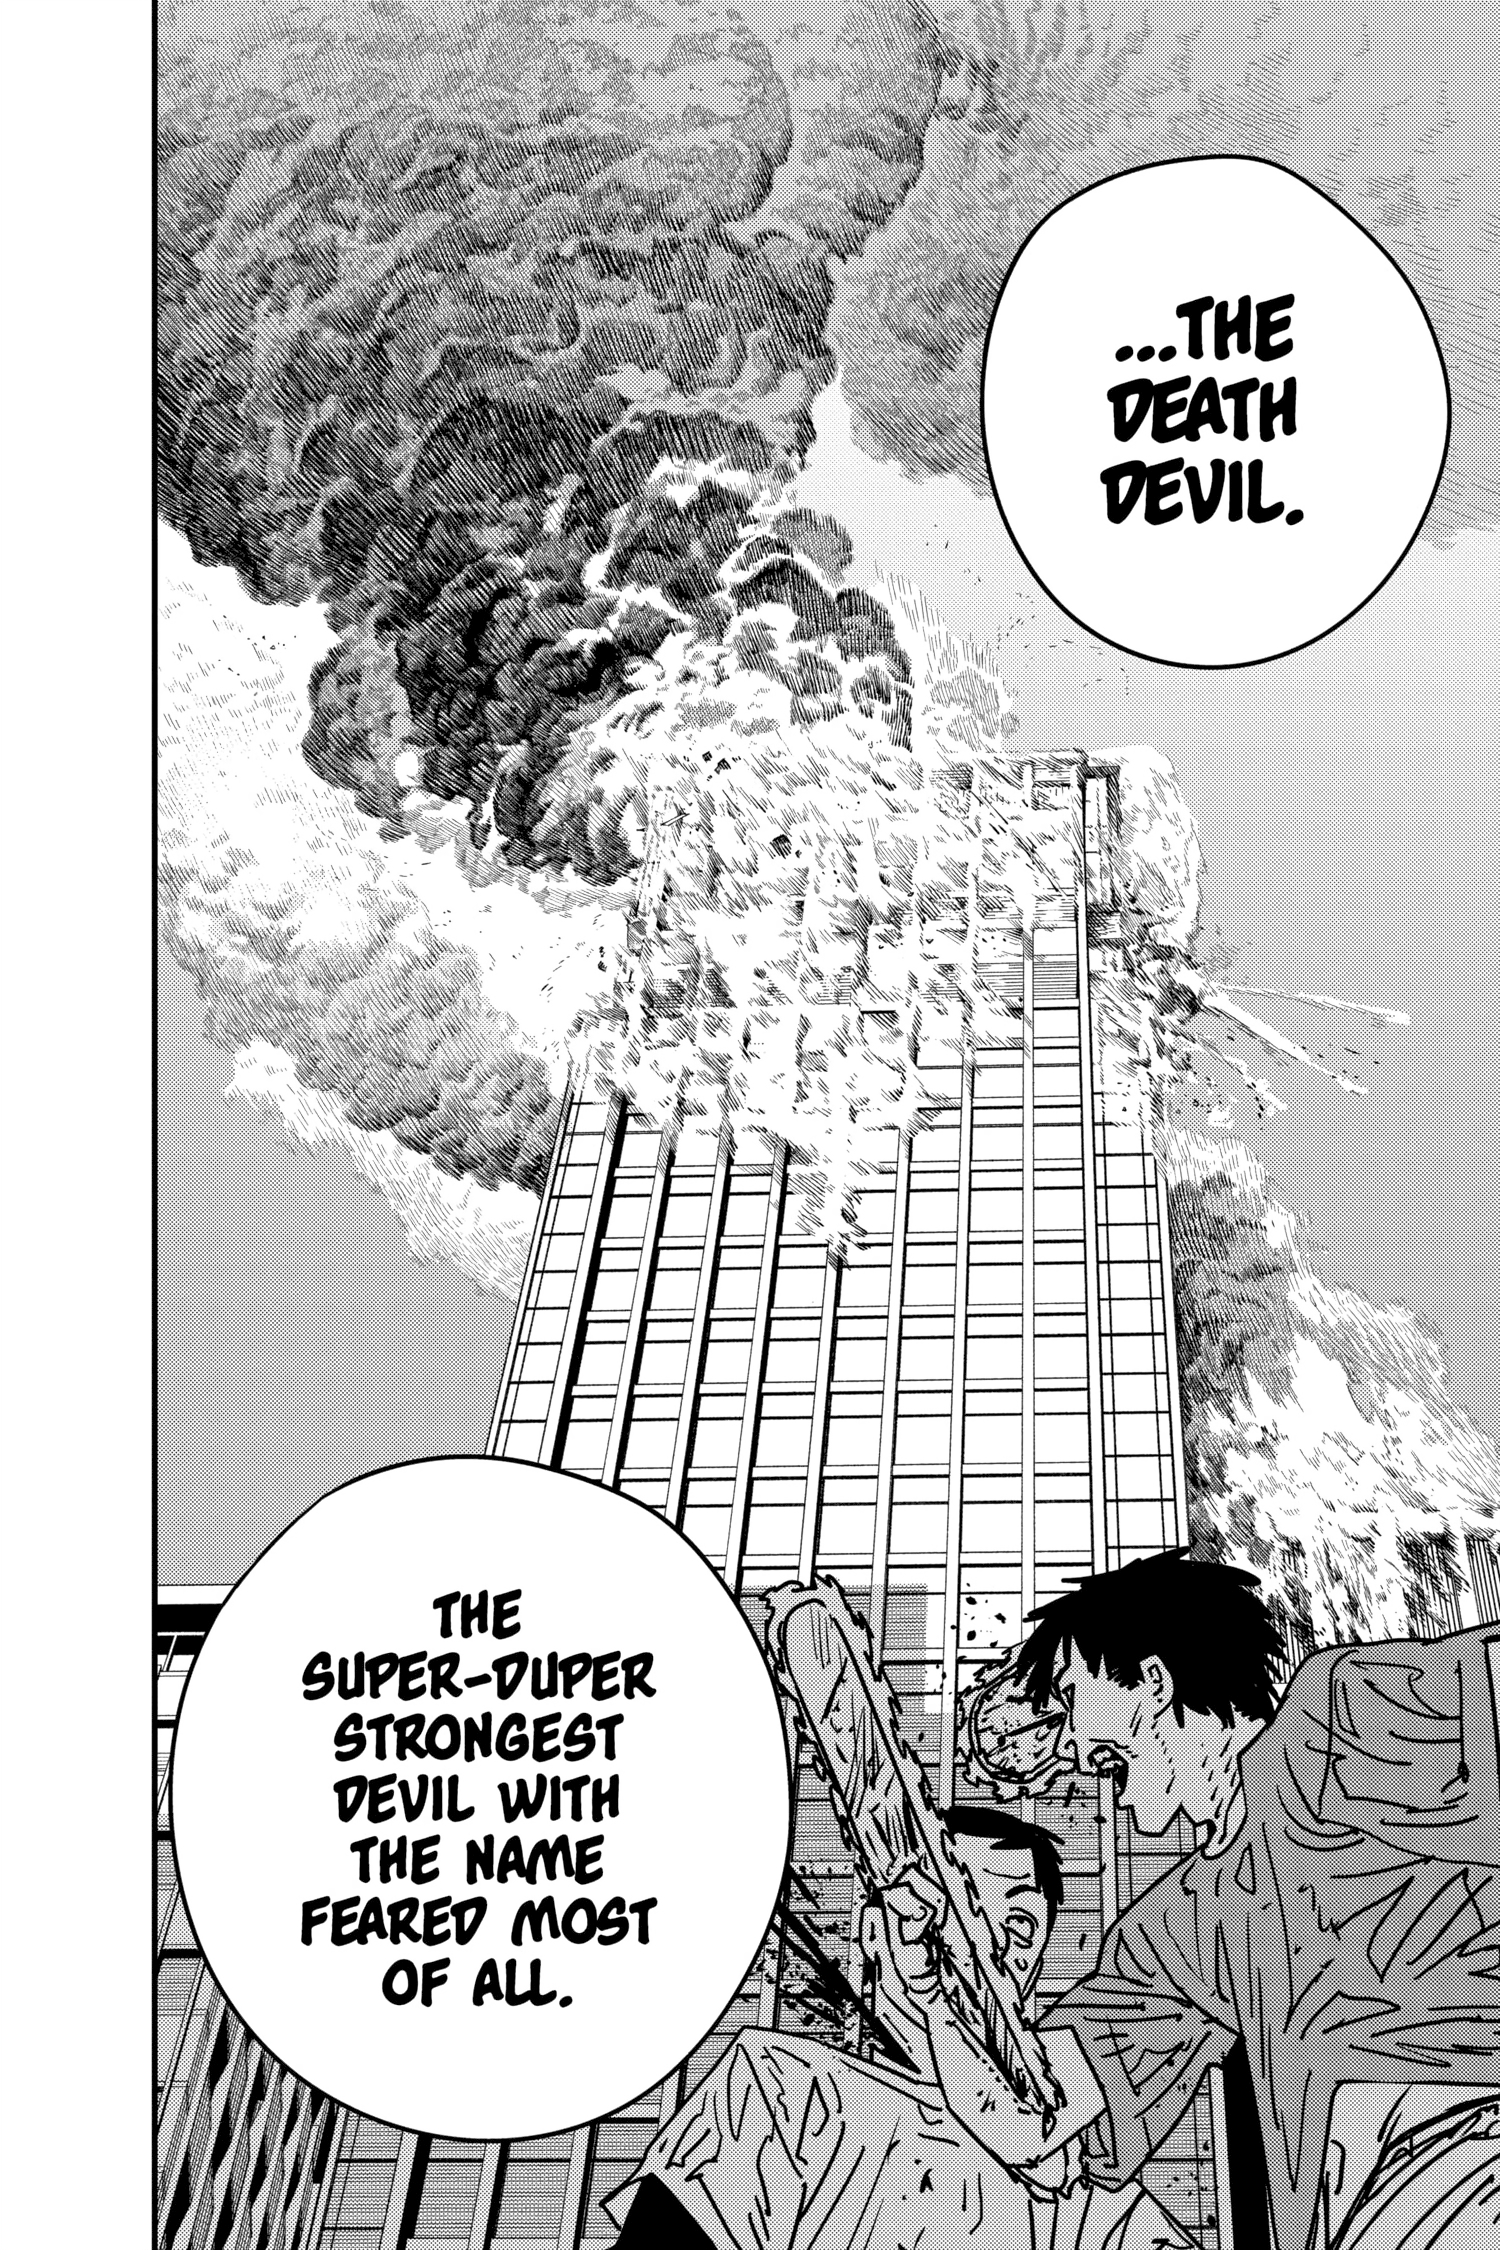 ...THE
DEATH
DEVIL.
THE
SUPER-DUPER
STRONGEST
DEVIL WITH
THE NAME
FEARED MOST
OF ALL.